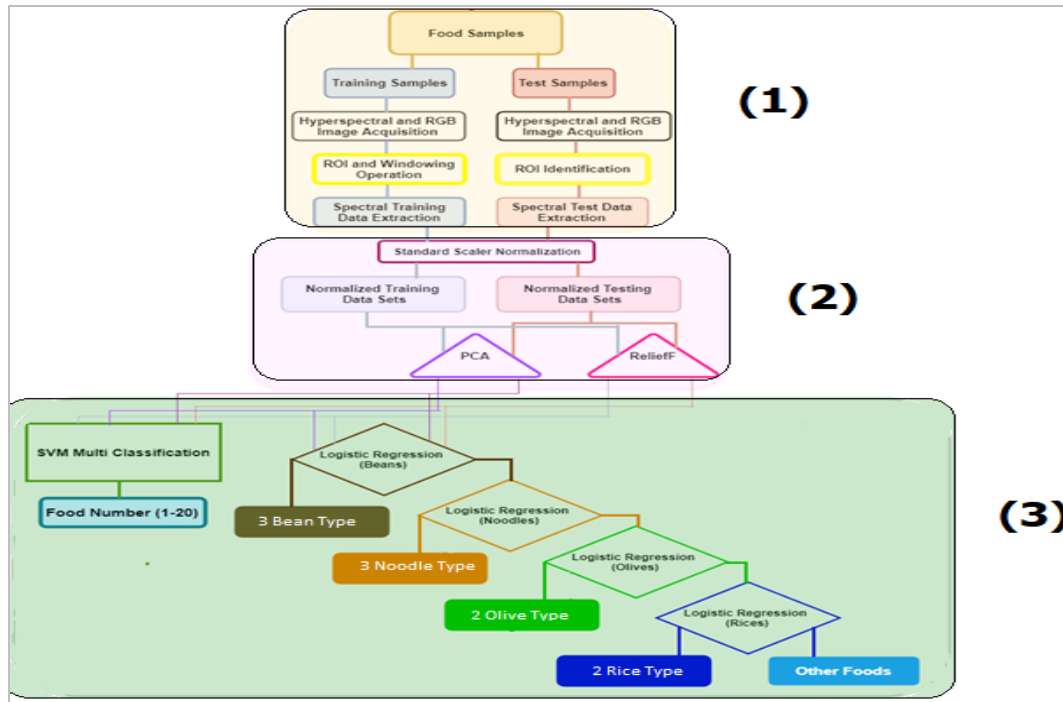 Food Samples
Training Samples
Test Samples
(1)
Hyperspectral and RGB
Image Acquisition
Hyperspectral and RGB
Image Acquisition
ROI and Windowing
Operation
ROI Identification
Spectral Training
Data Extraction
Spectral Test Data
Extraction
Standard Scaler Normalization
Normalized Training
Data Sets
Normalized Testing
Data Sets
(2)
PCA
ReliefF
SVM Multi Classification
Food Number (1-20)
Logistic Regression
(Beans)
3 Bean Type
Logistic Regression
(Noodles)
(3)
3 Noodle Type
Logistic Regression
(Olives)
2 Olive Type
Logistic Regression
(Rices)
2 Rice Type
Other Foods